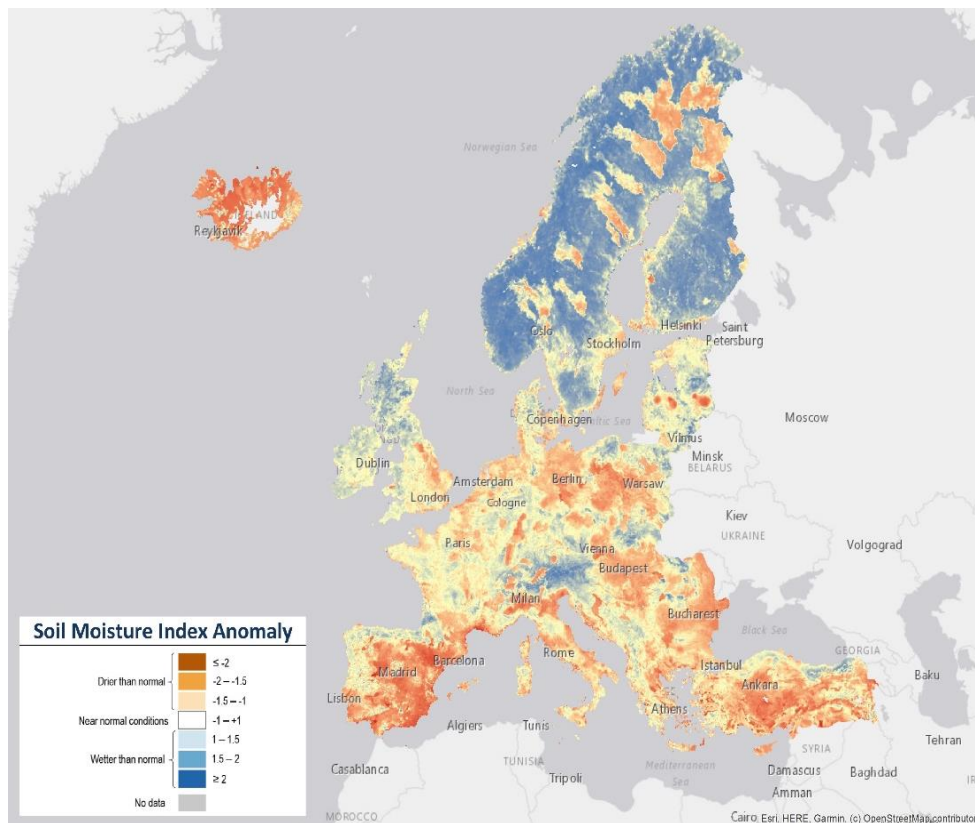 Norwegian Sea
ICELAND
Reykjavik
Oslo
Helsinki
Saint
Petersburg
Stockholm
North Sea
Copenhagen
Baltic Sea
Moscow
Vilnius
Minsk
BELARUS
Dublin
Amsterdam
Berlin
Warsaw
London
Cologne
Kiev
UKRAINE
Paris
Vienna
Volgograd
Budapest
Milan
Bucharest
Black Sea
GEORGIA
Barcelona
Rome
Istanbul
Madrid
Ankara
Baku
Lisbon
Athens
Algiers
Tunis
SYRIA
Tehran
Casablanca
TUNISIA
Mediterranean
Sea
Damascus
Baghdad
Tripoli
Amman
MOROCCO
Cairo
Esri, HERE, Garmin, (c) OpenStreetMap contributor
Soil Moisture Index Anomaly
≤ -2
Drier than normal
-2 – -1.5
-1.5 – -1
Near normal conditions
-1 – +1
1 – 1.5
Wetter than normal
1.5 – 2
≥ 2
No data